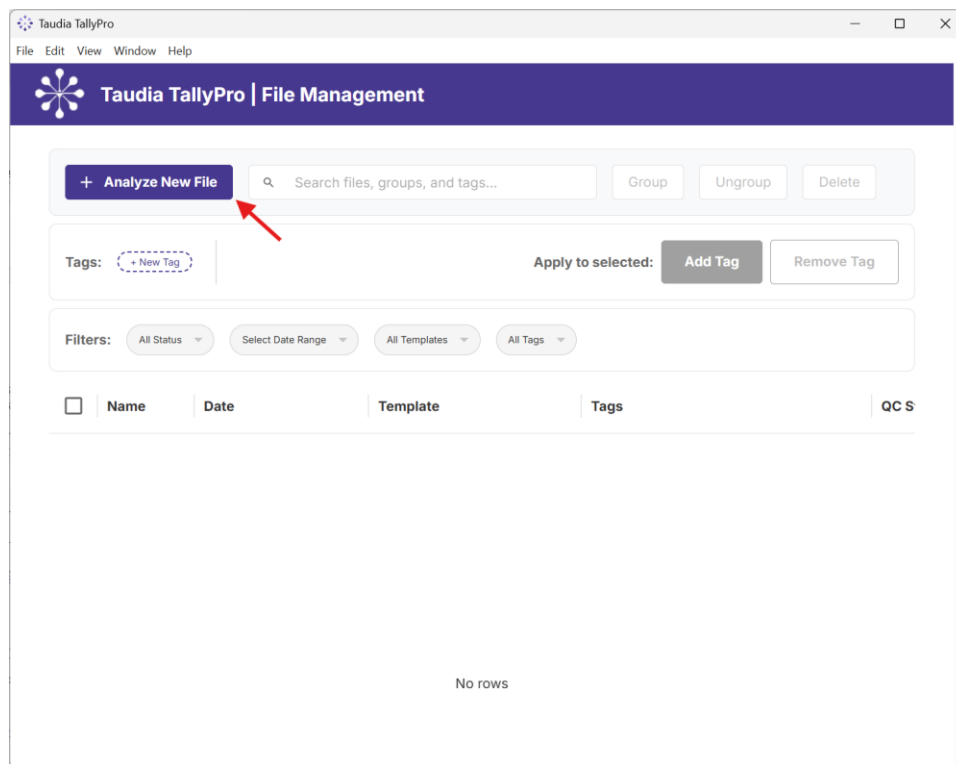 Taudia TallyPro
File Edit View Window Help
Taudia TallyPro | File Management
+ Analyze New File
Search files, groups, and tags...
Group
Ungroup
Delete
Tags:
+ New Tag
Apply to selected:
Add Tag
Remove Tag
Filters:
All Status
Select Date Range
All Templates
All Tags
Name Date Template Tags QC S
No rows